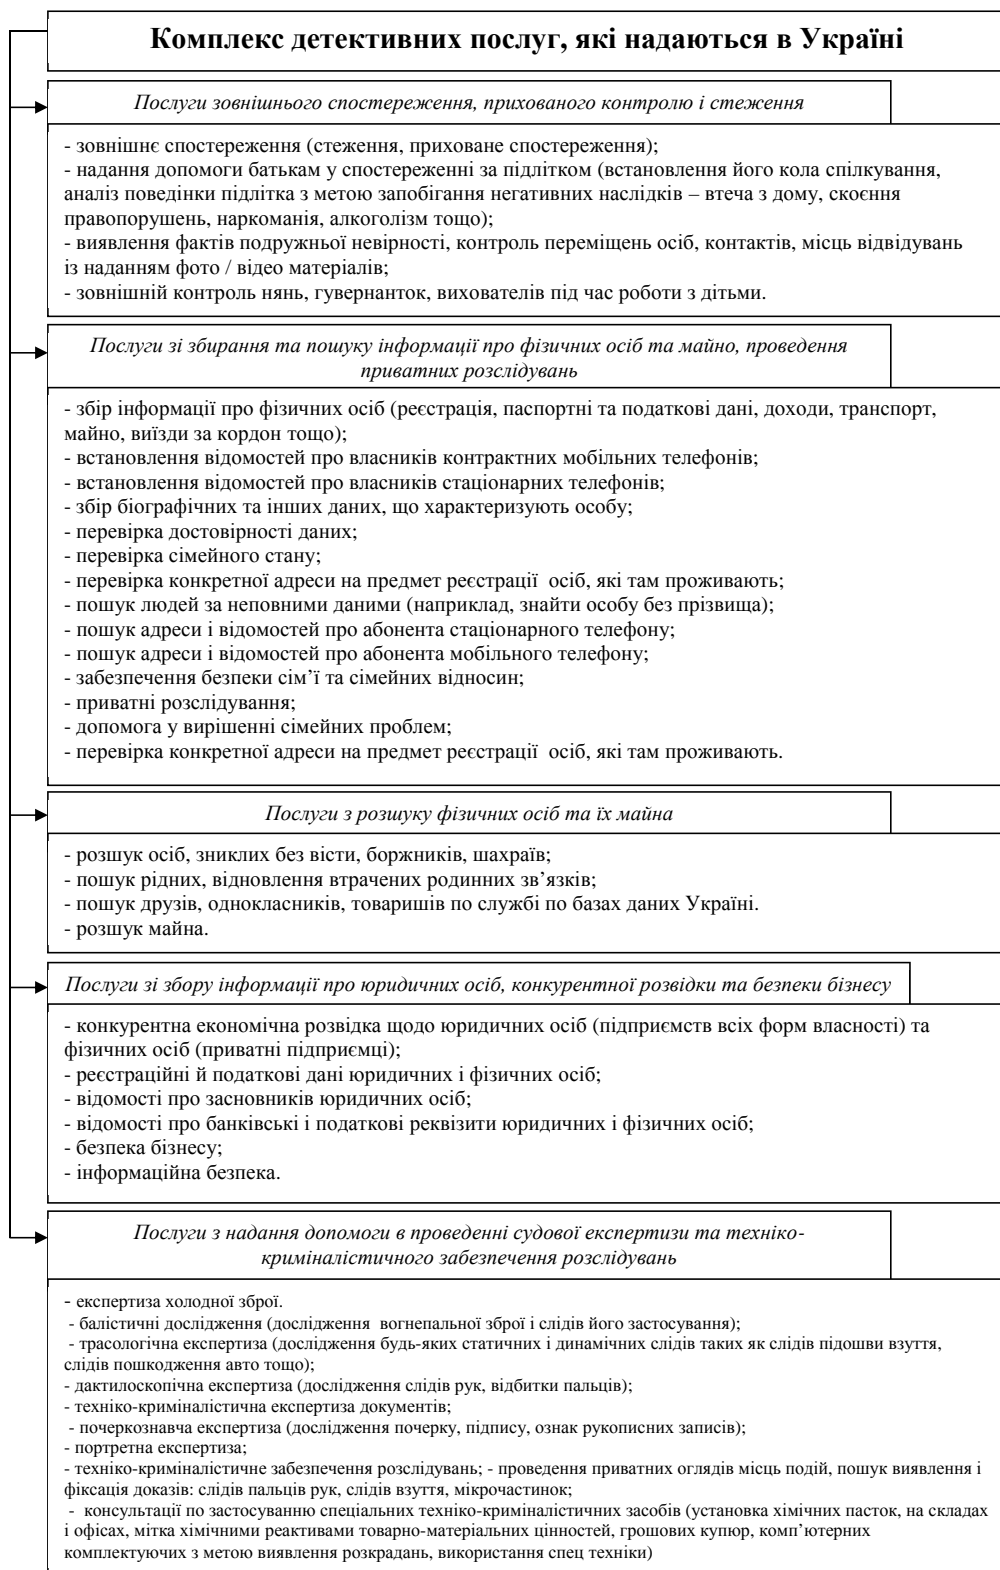 Комплекс детективних послуг, які надаються в Україні
Послуги зовнішнього спостереження, прихованого контролю і стеження
- зовнішнє спостереження (стеження, приховане спостереження);
- надання допомоги батькам у спостереженні за підлітком (встановлення його кола спілкування,
аналіз поведінки підлітка з метою запобігання негативних наслідків – втеча з дому, скоєння
правопорушень, наркоманія, алкоголізм тощо);
- виявлення фактів подружньої невірності, контроль переміщень осіб, контактів, місць відвідувань
із наданням фото / відео матеріалів;
- зовнішній контроль нянь, гувернанток, вихователів під час роботи з дітьми.
Послуги зі збирання та пошуку інформації про фізичних осіб та майно, проведення
приватних розслідувань
- збір інформації про фізичних осіб (реєстрація, паспортні та податкові дані, доходи, транспорт,
майно, виїзди за кордон тощо);
- встановлення відомостей про власників контрактних мобільних телефонів;
- встановлення відомостей про власників стаціонарних телефонів;
- збір біографічних та інших даних, що характеризують особу;
- перевірка достовірності даних;
- перевірка сімейного стану;
- перевірка конкретної адреси на предмет реєстрації  осіб, які там проживають;
- пошук людей за неповними даними (наприклад, знайти особу без прізвища);
- пошук адреси і відомостей про абонента стаціонарного телефону;
- пошук адреси і відомостей про абонента мобільного телефону;
- забезпечення безпеки сім’ї та сімейних відносин;
- приватні розслідування;
- допомога у вирішенні сімейних проблем;
- перевірка конкретної адреси на предмет реєстрації  осіб, які там проживають.
Послуги з розшуку фізичних осіб та їх майна
- розшук осіб, зниклих без вісти, боржників, шахраїв;
- пошук рідних, відновлення втрачених родинних зв’язків;
- пошук друзів, однокласників, товаришів по службі по базах даних Україні.
- розшук майна.
Послуги зі збору інформації про юридичних осіб, конкурентної розвідки та безпеки бізнесу
- конкурентна економічна розвідка щодо юридичних осіб (підприємств всіх форм власності) та
фізичних осіб (приватні підприємці);
- реєстраційні й податкові дані юридичних і фізичних осіб;
- відомості про засновників юридичних осіб;
- відомості про банківські і податкові реквізити юридичних і фізичних осіб;
- безпека бізнесу;
- інформаційна безпека.
Послуги з надання допомоги в проведенні судової експертизи та техніко-
криміналістичного забезпечення розслідувань
- експертиза холодної зброї.
- балістичні дослідження (дослідження  вогнепальної зброї і слідів його застосування);
- трасологічна експертиза (дослідження будь-яких статичних і динамічних слідів таких як слідів підошви взуття,
слідів пошкодження авто тощо);
- дактилоскопічна експертиза (дослідження слідів рук, відбитки пальців);
- техніко-криміналістична експертиза документів;
- почеркознавча експертиза (дослідження почерку, підпису, ознак рукописних записів);
- портретна експертиза;
- техніко-криміналістичне забезпечення розслідувань; - проведення приватних оглядів місць подій, пошук виявлення і
фіксація доказів: слідів пальців рук, слідів взуття, мікрочастинок;
-  консультації по застосуванню спеціальних техніко-криміналістичних засобів (установка хімічних пасток, на складах
і офісах, мітка хімічними реактивами товарно-матеріальних цінностей, грошових купюр, комп’ютерних
комплектуючих з метою виявлення розкрадань, використання спец техніки)